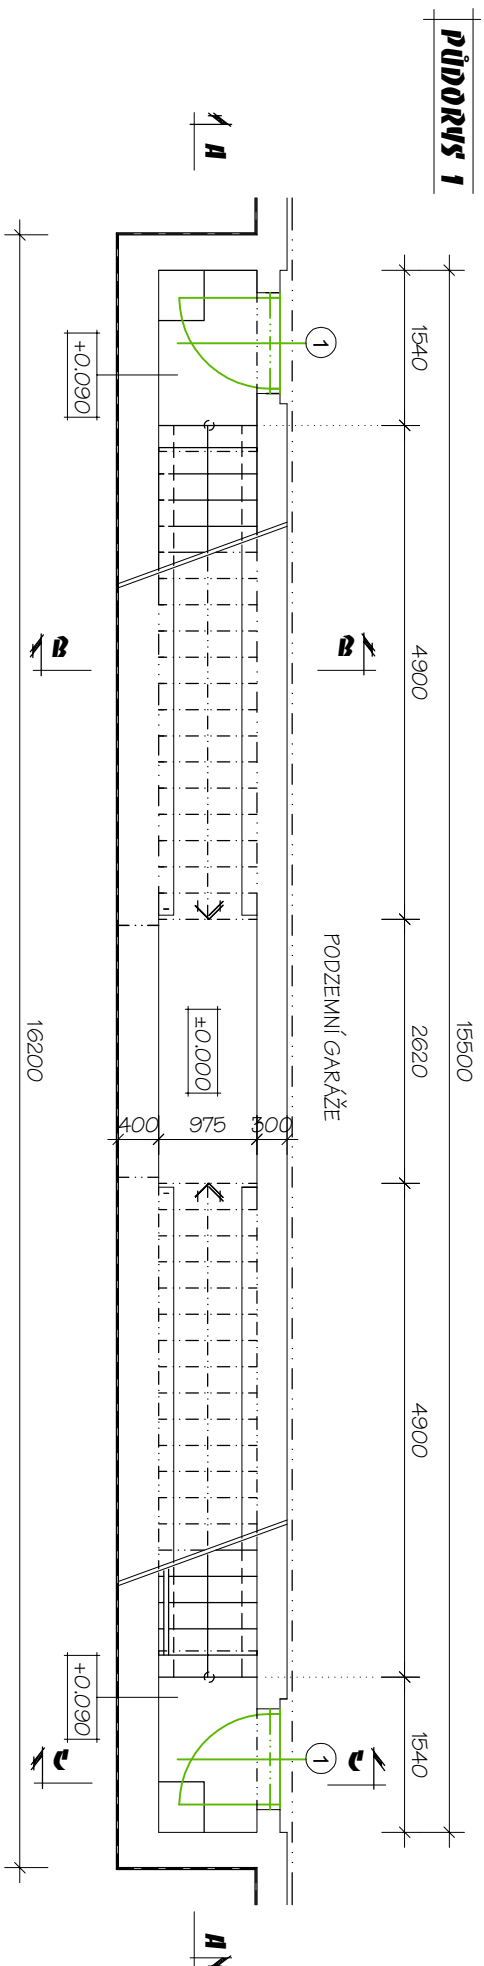 PŮDORYS 1
A
1540
4900
2620
4900
1540
15500
1
+0.090
B
B
PODZEMNÍ GARÁŽE
±0.000
400
975
300
1
+0.090
C
C
16200
A